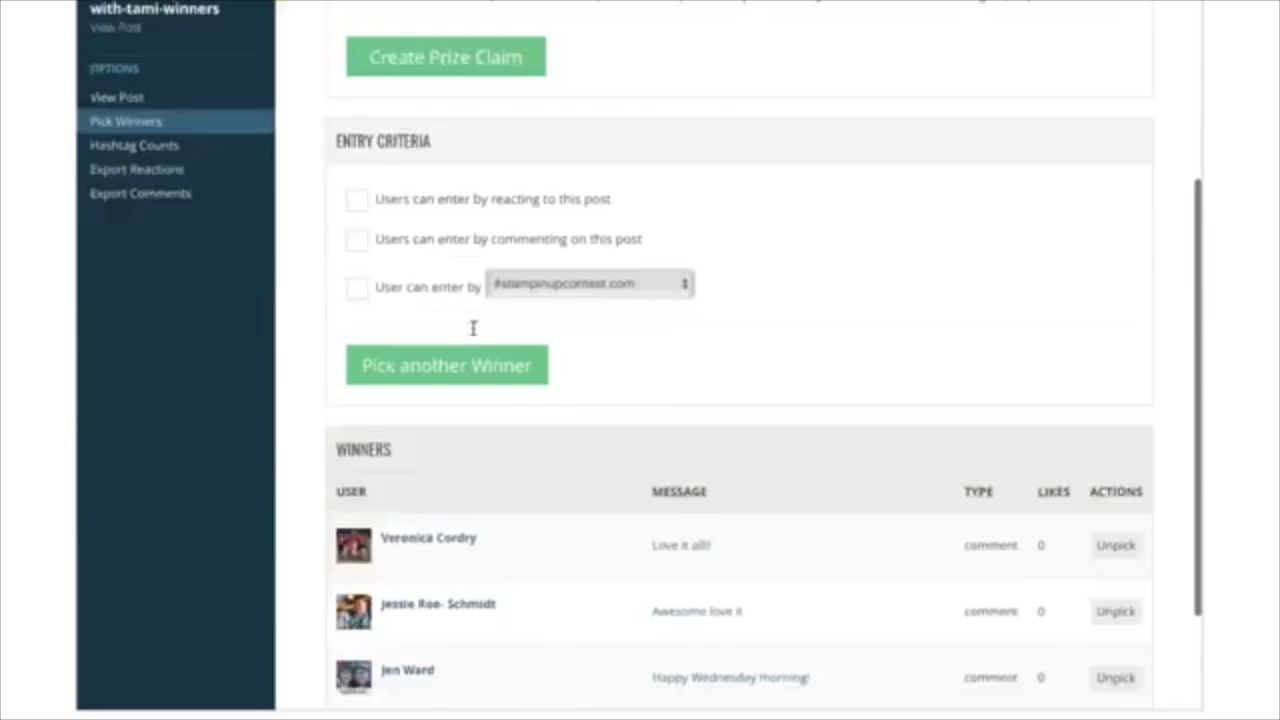 with-tami-winners
View Post
OPTIONS
View Post
Pick Winners
Hashtag Counts
Export Reactions
Export Comments
Create Prize Claim
ENTRY CRITERIA
Users can enter by reacting to this post
Users can enter by commenting on this post
User can enter by #stampinupcontest.com
Pick another Winner
WINNERS
USER MESSAGE TYPE LIKES ACTIONS
Veronica Cordry Love it all!! comment 0 Unpick
Jessie Roe- Schmidt Awesome love it comment 0 Unpick
Jen Ward Happy Wednesday morning! comment 0 Unpick